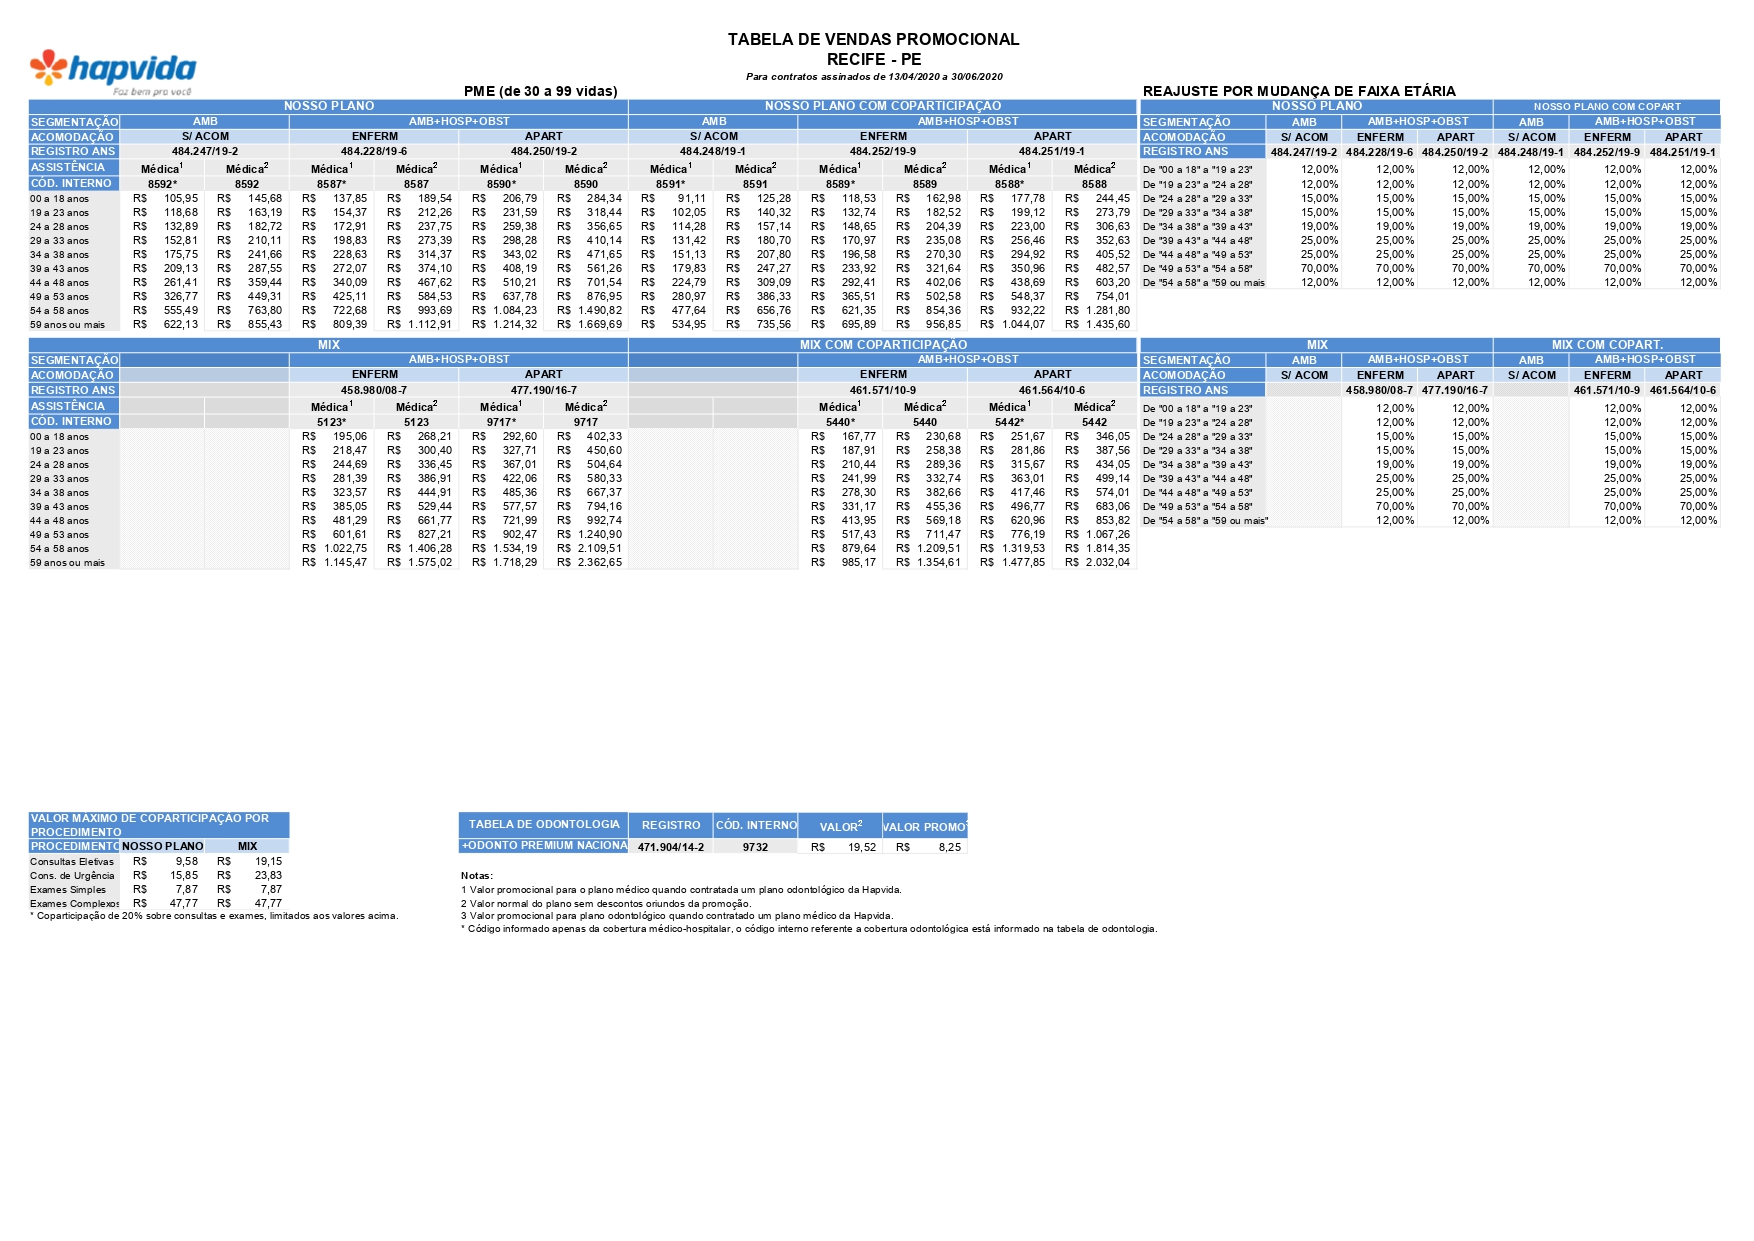 TABELA DE VENDAS PROMOCIONAL
RECIFE - PE
Para contratos assinados de 13/04/2020 a 30/06/2020
hapvida
Faz bem pra você
PME (de 30 a 99 vidas) REAJUSTE POR MUDANÇA DE FAIXA ETÁRIA
NOSSO PLANO NOSSO PLANO COM COPARTICIPAÇÃO NOSSO PLANO NOSSO PLANO COM COPART
SEGMENTAÇÃO AMB AMB+HOSP+OBST AMB AMB+HOSP+OBST SEGMENTAÇÃO AMB AMB+HOSP+OBST AMB AMB+HOSP+OBST
ACOMODAÇÃO S/ ACOM ENFERM APART S/ ACOM ENFERM APART ACOMODAÇÃO S/ ACOM ENFERM APART S/ ACOM ENFERM APART
REGISTRO ANS 484.247/19-2 484.228/19-6 484.250/19-2 484.248/19-1 484.252/19-9 484.251/19-1 REGISTRO ANS 484.247/19-2 484.228/19-6 484.250/19-2 484.248/19-1 484.252/19-9 484.251/19-1
ASSISTÊNCIA Médica1 Médica2 Médica1 Médica2 Médica1 Médica2 Médica1 Médica2 Médica1 Médica2 Médica1 Médica2 De "00 a 18" a "19 a 23" 12,00% 12,00% 12,00% 12,00% 12,00% 12,00%
CÓD. INTERNO 8592* 8592 8587* 8587 8590* 8590 8591* 8591 8589* 8589 8588* 8588 De "19 a 23" a "24 a 28" 12,00% 12,00% 12,00% 12,00% 12,00% 12,00%
00 a 18 anos R$ 105,95 R$ 145,68 R$ 137,85 R$ 189,54 R$ 206,79 R$ 284,34 R$ 91,11 R$ 125,28 R$ 118,53 R$ 162,98 R$ 177,78 R$ 244,45 De "24 a 28" a "29 a 33" 15,00% 15,00% 15,00% 15,00% 15,00% 15,00%
19 a 23 anos R$ 118,68 R$ 163,19 R$ 154,37 R$ 212,26 R$ 231,59 R$ 318,44 R$ 102,05 R$ 140,32 R$ 132,74 R$ 182,52 R$ 199,12 R$ 273,79 De "29 a 33" a "34 a 38" 15,00% 15,00% 15,00% 15,00% 15,00% 15,00%
24 a 28 anos R$ 132,89 R$ 182,72 R$ 172,91 R$ 237,75 R$ 259,38 R$ 356,65 R$ 114,28 R$ 157,14 R$ 148,65 R$ 204,39 R$ 223,00 R$ 306,63 De "34 a 38" a "39 a 43" 19,00% 19,00% 19,00% 19,00% 19,00% 19,00%
29 a 33 anos R$ 152,81 R$ 210,11 R$ 198,83 R$ 273,39 R$ 298,28 R$ 410,14 R$ 131,42 R$ 180,70 R$ 170,97 R$ 235,08 R$ 256,46 R$ 352,63 De "39 a 43" a "44 a 48" 25,00% 25,00% 25,00% 25,00% 25,00% 25,00%
34 a 38 anos R$ 175,75 R$ 241,66 R$ 228,63 R$ 314,37 R$ 343,02 R$ 471,65 R$ 151,13 R$ 207,80 R$ 196,58 R$ 270,30 R$ 294,92 R$ 405,52 De "44 a 48" a "49 a 53" 25,00% 25,00% 25,00% 25,00% 25,00% 25,00%
39 a 43 anos R$ 209,13 R$ 287,55 R$ 272,07 R$ 374,10 R$ 408,19 R$ 561,26 R$ 179,83 R$ 247,27 R$ 233,92 R$ 321,64 R$ 350,96 R$ 482,57 De "49 a 53" a "54 a 58" 70,00% 70,00% 70,00% 70,00% 70,00% 70,00%
44 a 48 anos R$ 261,41 R$ 359,44 R$ 340,09 R$ 467,62 R$ 510,21 R$ 701,54 R$ 224,79 R$ 309,09 R$ 292,41 R$ 402,06 R$ 438,69 R$ 603,20 De "54 a 58" a "59 ou mais 12,00% 12,00% 12,00% 12,00% 12,00% 12,00%
49 a 53 anos R$ 326,77 R$ 449,31 R$ 425,11 R$ 584,53 R$ 637,78 R$ 876,95 R$ 280,97 R$ 386,33 R$ 365,51 R$ 502,58 R$ 548,37 R$ 754,01
54 a 58 anos R$ 555,49 R$ 763,80 R$ 722,68 R$ 993,69 R$ 1.084,23 R$ 1.490,82 R$ 477,64 R$ 656,76 R$ 621,35 R$ 854,36 R$ 932,22 R$ 1.281,80
59 anos ou mais R$ 622,13 R$ 855,43 R$ 809,39 R$ 1.112,91 R$ 1.214,32 R$ 1.669,69 R$ 534,95 R$ 735,56 R$ 695,89 R$ 956,85 R$ 1.044,07 R$ 1.435,60
MIX MIX COM COPARTICIPAÇÃO MIX MIX COM COPART.
SEGMENTAÇÃO AMB+HOSP+OBST AMB+HOSP+OBST SEGMENTAÇÃO AMB AMB+HOSP+OBST AMB AMB+HOSP+OBST
ACOMODAÇÃO ENFERM APART ENFERM APART ACOMODAÇÃO S/ ACOM ENFERM APART S/ ACOM ENFERM APART
REGISTRO ANS 458.980/08-7 477.190/16-7 461.571/10-9 461.564/10-6 REGISTRO ANS 458.980/08-7 477.190/16-7 461.571/10-9 461.564/10-6
ASSISTÊNCIA Médica1 Médica2 Médica1 Médica2 Médica1 Médica2 Médica1 Médica2 De "00 a 18" a "19 a 23" 12,00% 12,00% 12,00% 12,00%
CÓD. INTERNO 5123* 5123 9717* 9717 5440* 5440 5442* 5442 De "19 a 23" a "24 a 28" 12,00% 12,00% 12,00% 12,00%
00 a 18 anos R$ 195,06 R$ 268,21 R$ 292,60 R$ 402,33 R$ 167,77 R$ 230,68 R$ 251,67 R$ 346,05 De "24 a 28" a "29 a 33" 15,00% 15,00% 15,00% 15,00%
19 a 23 anos R$ 218,47 R$ 300,40 R$ 327,71 R$ 450,60 R$ 187,91 R$ 258,38 R$ 281,86 R$ 387,56 De "29 a 33" a "34 a 38" 15,00% 15,00% 15,00% 15,00%
24 a 28 anos R$ 244,69 R$ 336,45 R$ 367,01 R$ 504,64 R$ 210,44 R$ 289,36 R$ 315,67 R$ 434,05 De "34 a 38" a "39 a 43" 19,00% 19,00% 19,00% 19,00%
29 a 33 anos R$ 281,39 R$ 386,91 R$ 422,06 R$ 580,33 R$ 241,99 R$ 332,74 R$ 363,01 R$ 499,14 De "39 a 43" a "44 a 48" 25,00% 25,00% 25,00% 25,00%
34 a 38 anos R$ 323,57 R$ 444,91 R$ 485,36 R$ 667,37 R$ 278,30 R$ 382,66 R$ 417,46 R$ 574,01 De "44 a 48" a "49 a 53" 25,00% 25,00% 25,00% 25,00%
39 a 43 anos R$ 385,05 R$ 529,44 R$ 577,57 R$ 794,16 R$ 331,17 R$ 455,36 R$ 496,77 R$ 683,06 De "49 a 53" a "54 a 58" 70,00% 70,00% 70,00% 70,00%
44 a 48 anos R$ 481,29 R$ 661,77 R$ 721,99 R$ 992,74 R$ 413,95 R$ 569,18 R$ 620,96 R$ 853,82 De "54 a 58" a "59 ou mais" 12,00% 12,00% 12,00% 12,00%
49 a 53 anos R$ 601,61 R$ 827,21 R$ 902,47 R$ 1.240,90 R$ 517,43 R$ 711,47 R$ 776,19 R$ 1.067,26
54 a 58 anos R$ 1.022,75 R$ 1.406,28 R$ 1.534,19 R$ 2.109,51 R$ 879,64 R$ 1.209,51 R$ 1.319,53 R$ 1.814,35
59 anos ou mais R$ 1.145,47 R$ 1.575,02 R$ 1.718,29 R$ 2.362,65 R$ 985,17 R$ 1.354,61 R$ 1.477,85 R$ 2.032,04
VALOR MÁXIMO DE COPARTICIPAÇÃO POR
PROCEDIMENTO
PROCEDIMENTO NOSSO PLANO MIX
Consultas Eletivas R$ 9,58 R$ 19,15
Cons. de Urgência R$ 15,85 R$ 23,83
Exames Simples R$ 7,87 R$ 7,87
Exames Complexos R$ 47,77 R$ 47,77
* Coparticipação de 20% sobre consultas e exames, limitados aos valores acima.
TABELA DE ODONTOLOGIA REGISTRO CÓD. INTERNO VALOR2 VALOR PROMO3
+ODONTO PREMIUM NACIONA 471.904/14-2 9732 R$ 19,52 R$ 8,25
Notas:
1 Valor promocional para o plano médico quando contratada um plano odontológico da Hapvida.
2 Valor normal do plano sem descontos oriundos da promoção.
3 Valor promocional para plano odontológico quando contratado um plano médico da Hapvida.
* Código informado apenas da cobertura médico-hospitalar, o código interno referente a cobertura odontológica está informado na tabela de odontologia.